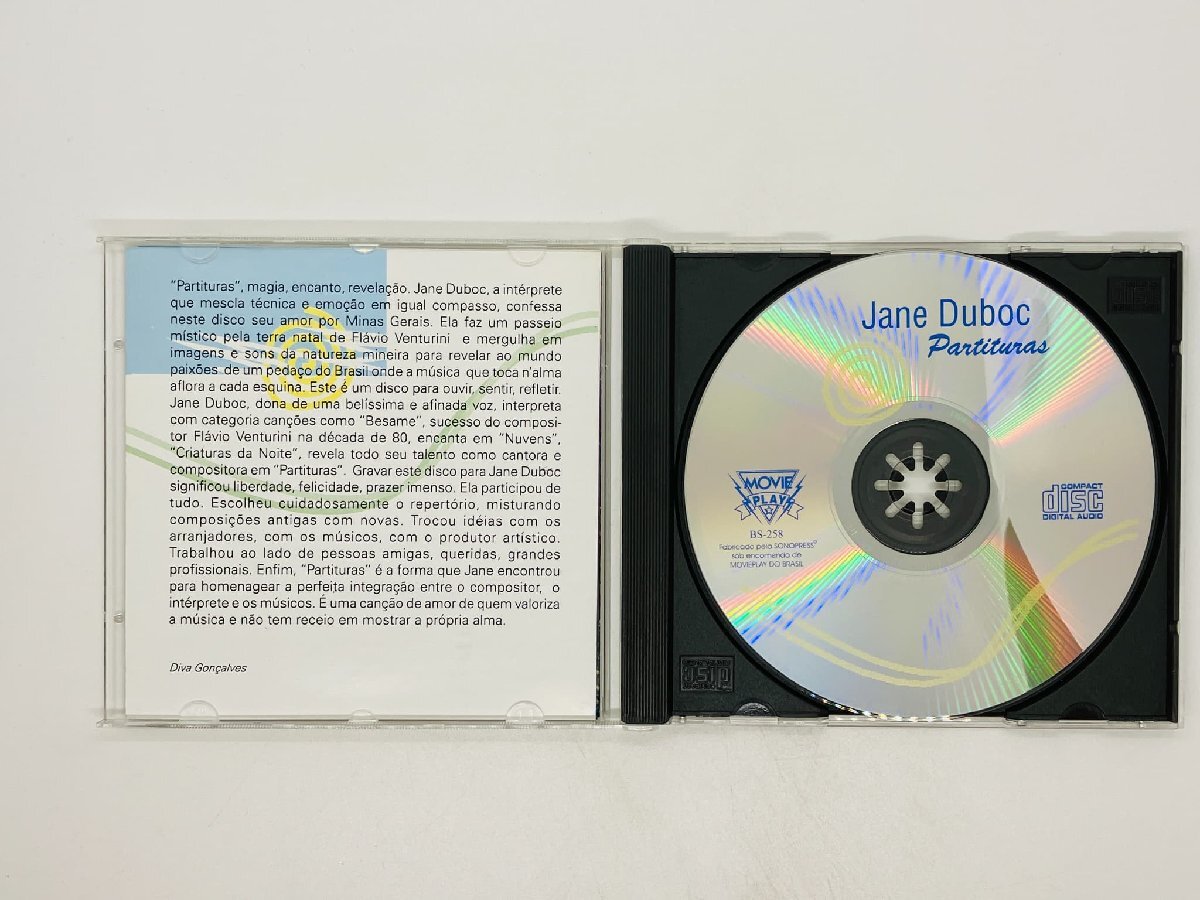 "Partituras", magia, encanto, revelação. Jane Duboc, a intérprete
que mescla técnica e emoção em igual compasso, confessa
neste disco seu amor por Minas Gerais. Ela faz um passeio
místico pela terra natal de Flávio Venturini e mergulha em
imagens e sons da natureza mineira para revelar ao mundo
paixões de um pedaço do Brasil onde a música que toca n'alma
aflora a cada esquina. Este é um disco para ouvir, sentir, refletir.
Jane Duboc, dona de uma belíssima e afinada voz, interpreta
com categoria canções como "Besame", sucesso do composi-
tor Flávio Venturini na década de 80, encanta em "Nuvens",
"Criaturas da Noite", revela todo seu talento como cantora e
compositora em "Partituras". Gravar este disco para Jane Duboc
significou liberdade, felicidade, prazer imenso. Ela participou de
tudo. Escolheu cuidadosamente o repertório, misturando
composições antigas com novas. Trocou idéias com os
arranjadores, com os músicos, com o produtor artístico.
Trabalhou ao lado de pessoas amigas, queridas, grandes
profissionais. Enfim, "Partituras" é a forma que Jane encontrou
para homenagear a perfeita integração entre o compositor, o
intérprete e os músicos. É uma canção de amor de quem valoriza
a música e não tem receio em mostrar a própria alma.
Diva Gonçalves
Jane Duboc
Partituras
MOVIE
PLAY
BS-258
Fabricado pela SONOPRESS®
sob encomenda de
MOVIEPLAY DO BRASIL
COMPACT
disc
DIGITAL AUDIO